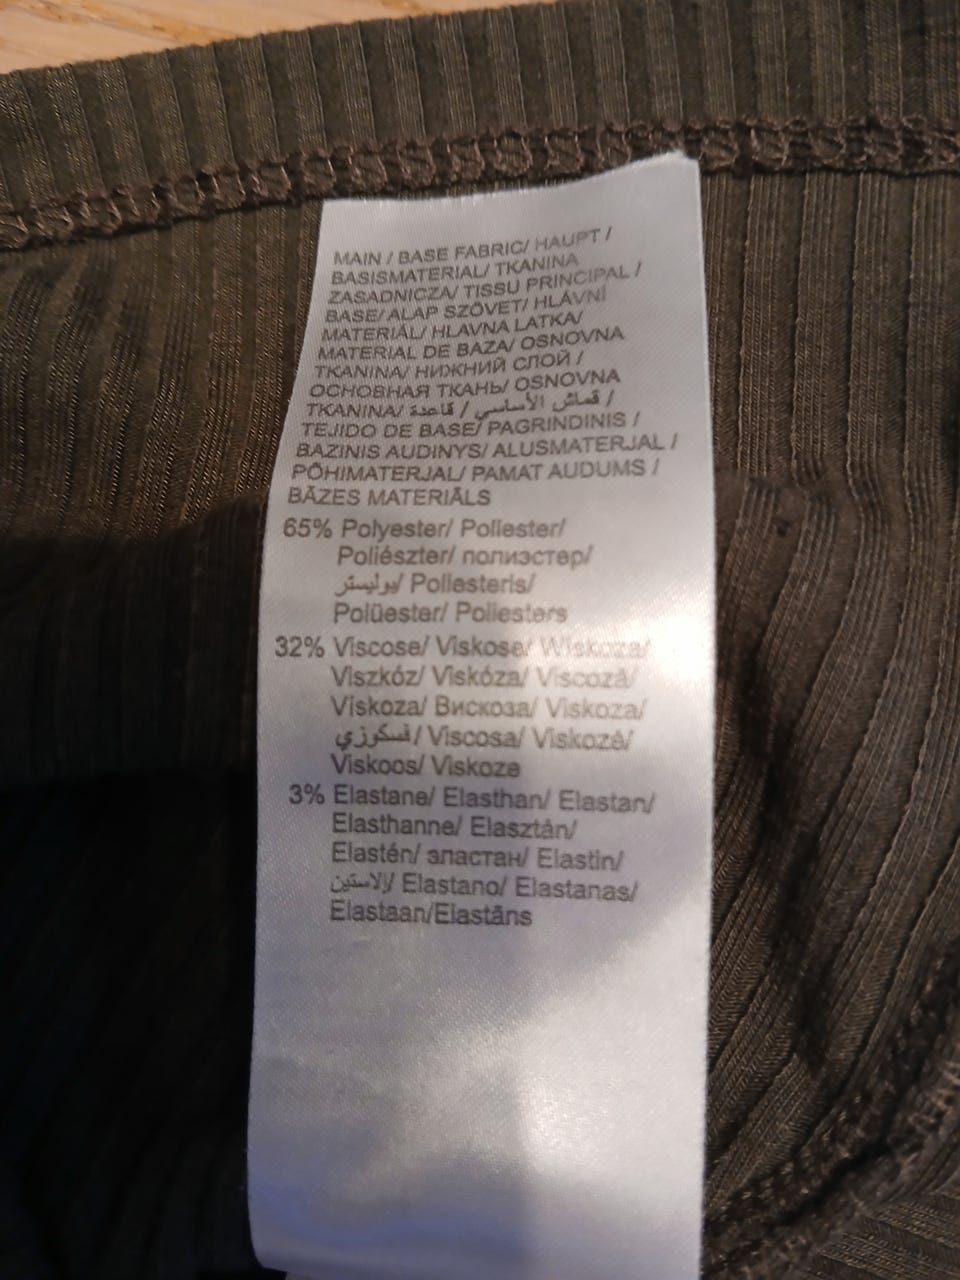 MAIN / BASE FABRIC/ HAUPT /
BASISMATERIAL/ TKANINA
ZASADNICZA/ TISSU PRINCIPAL /
BASE/ ALAP SZÖVET/ HLAVNÍ
MATERIÁL/ HLAVNA LATKA/
MATERIAL DE BAZA/ OSNOVNA
TKANINA/ НИЖНИЙ СЛОЙ /
ОСНОВНАЯ ТКАНЬ/ OSNOVNA
TKANINA/ قماش الأساسي / قاعدة /
TEJIDO DE BASE/ PAGRINDINIS /
BAZINIS AUDINYS/ ALUSMATERJAL /
PÕHIMATERJAL/ PAMAT AUDUMS /
BĀZES MATERIĀLS
65% Polyester/ Poliester/
Poliészter/ полиэстер/
بوليستر/ Poliesteris/
Polüester/ Poliesters
32% Viscose/ Viskose/ Wiskoza/
Viszkóz/ Viskóza/ Viscoză/
Viskoza/ Вискоза/ Viskoza/
فسكوزي/ Viscosa/ Viskozė/
Viskoos/ Viskoze
3% Elastane/ Elasthan/ Elastan/
Elasthanne/ Elasztán/
Elastén/ эластан/ Elastin/
إلاستين/ Elastano/ Elastanas/
Elastaan/Elastāns